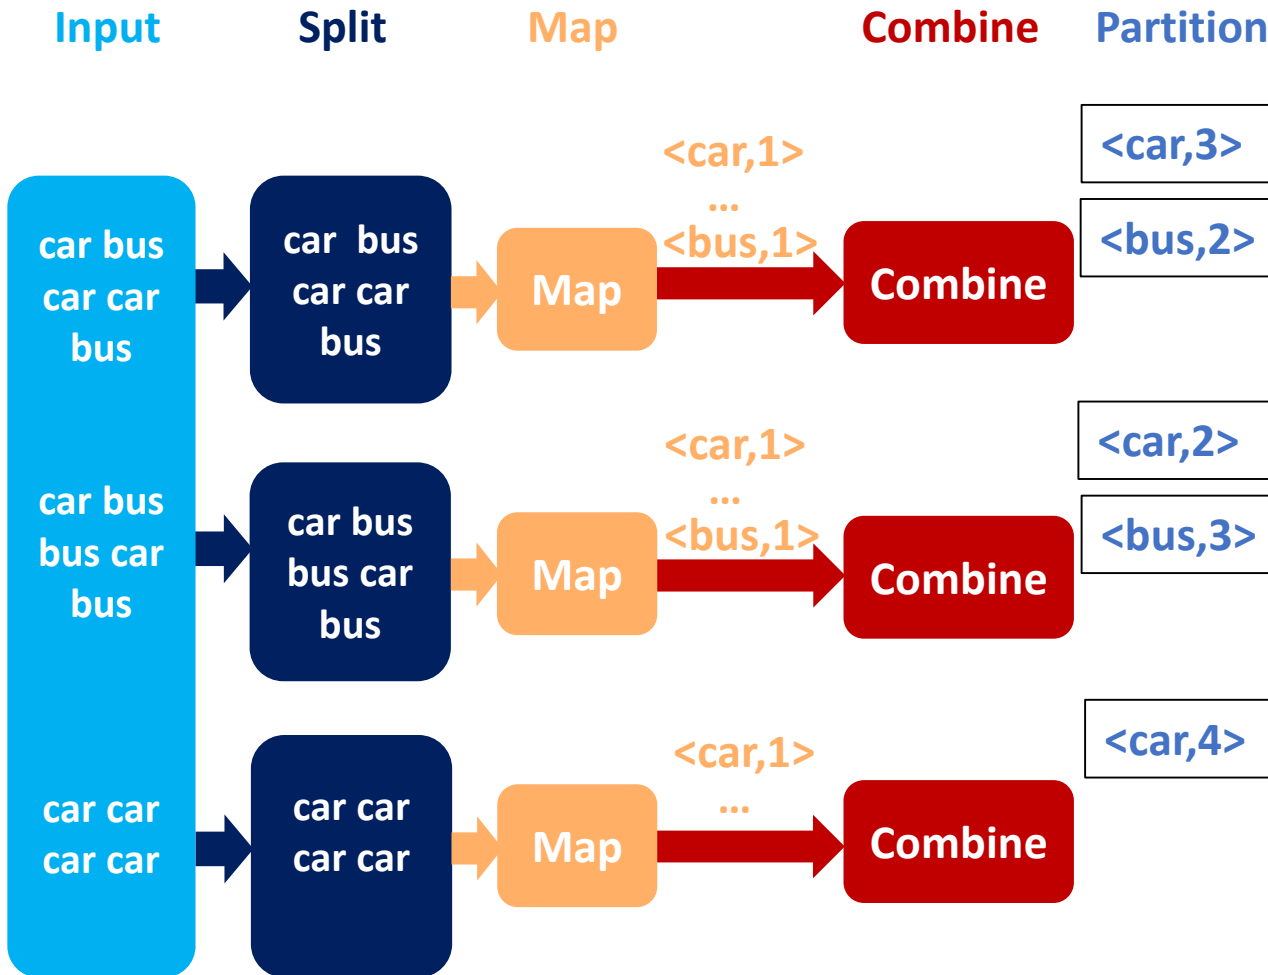 Input Split Map Combine Partition
car bus
car car
bus
car  bus
car car
bus
Map
<car,1>
...
<bus,1>
Combine
<car,3>
<bus,2>
car bus
bus car
bus
car bus
bus car
bus
Map
<car,1>
...
<bus,1>
Combine
<car,2>
<bus,3>
car car
car car
car car
car car
Map
<car,1>
...
Combine
<car,4>